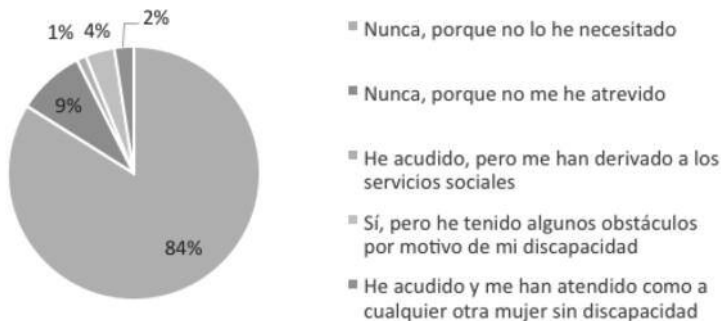 1% 4% 2%
9%
84%
Nunca, porque no lo he necesitado
Nunca, porque no me he atrevido
He acudido, pero me han derivado a los
servicios sociales
Sí, pero he tenido algunos obstáculos
por motivo de mi discapacidad
He acudido y me han atendido como a
cualquier otra mujer sin discapacidad